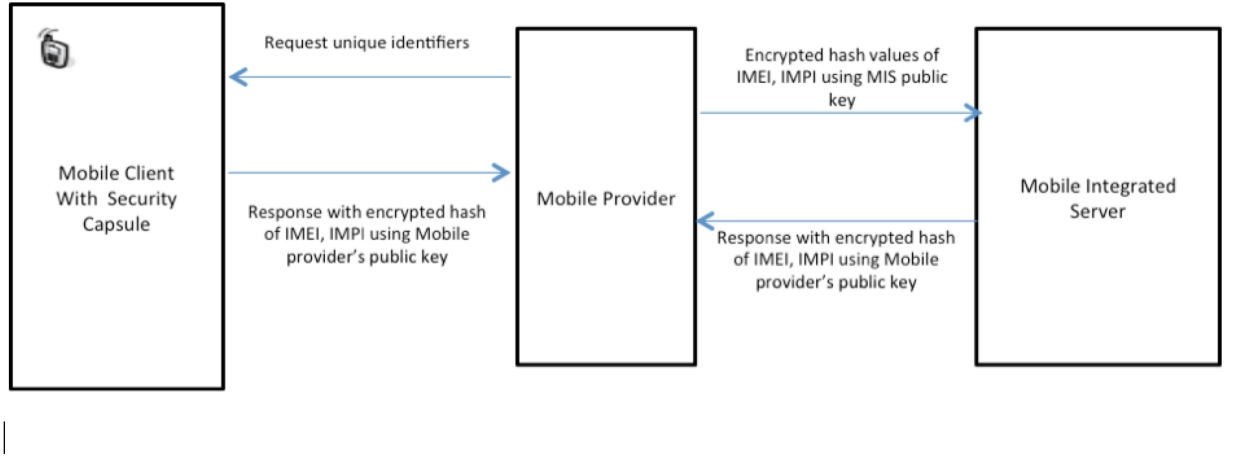 Request unique identifiers
Mobile Client
With Security
Capsule
Response with encrypted hash
of IMEI, IMPI using Mobile
provider's public key
Mobile Provider
Encrypted hash values of
IMEI, IMPI using MIS public
key
Response with encrypted hash
of IMEI, IMPI using Mobile
provider's public key
Mobile Integrated
Server